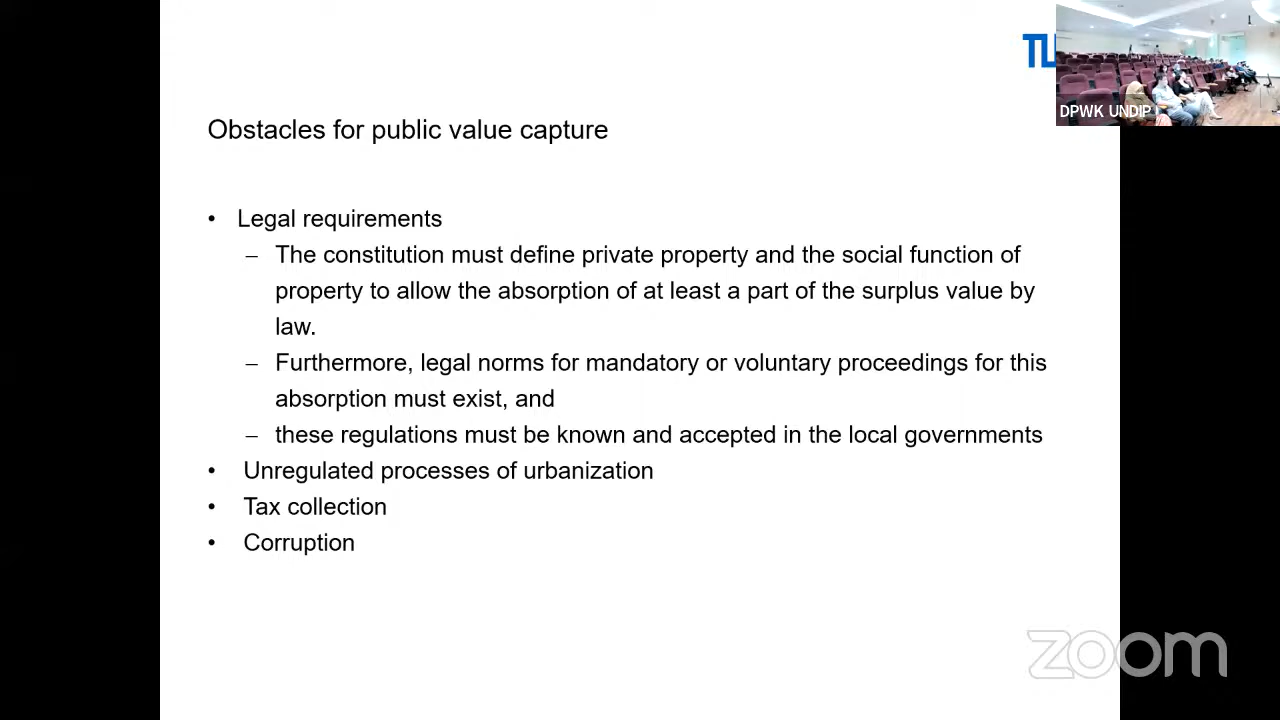 TU
DPWK UNDIP
Obstacles for public value capture
• Legal requirements
– The constitution must define private property and the social function of
property to allow the absorption of at least a part of the surplus value by
law.
– Furthermore, legal norms for mandatory or voluntary proceedings for this
absorption must exist, and
– these regulations must be known and accepted in the local governments
• Unregulated processes of urbanization
• Tax collection
• Corruption
zoom